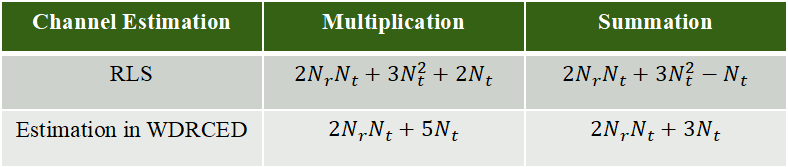 Channel Estimation Multiplication Summation
RLS 2NᵣNₜ + 3Nₜ² + 2Nₜ 2NᵣNₜ + 3Nₜ² − Nₜ
Estimation in WDRCED 2NᵣNₜ + 5Nₜ 2NᵣNₜ + 3Nₜ